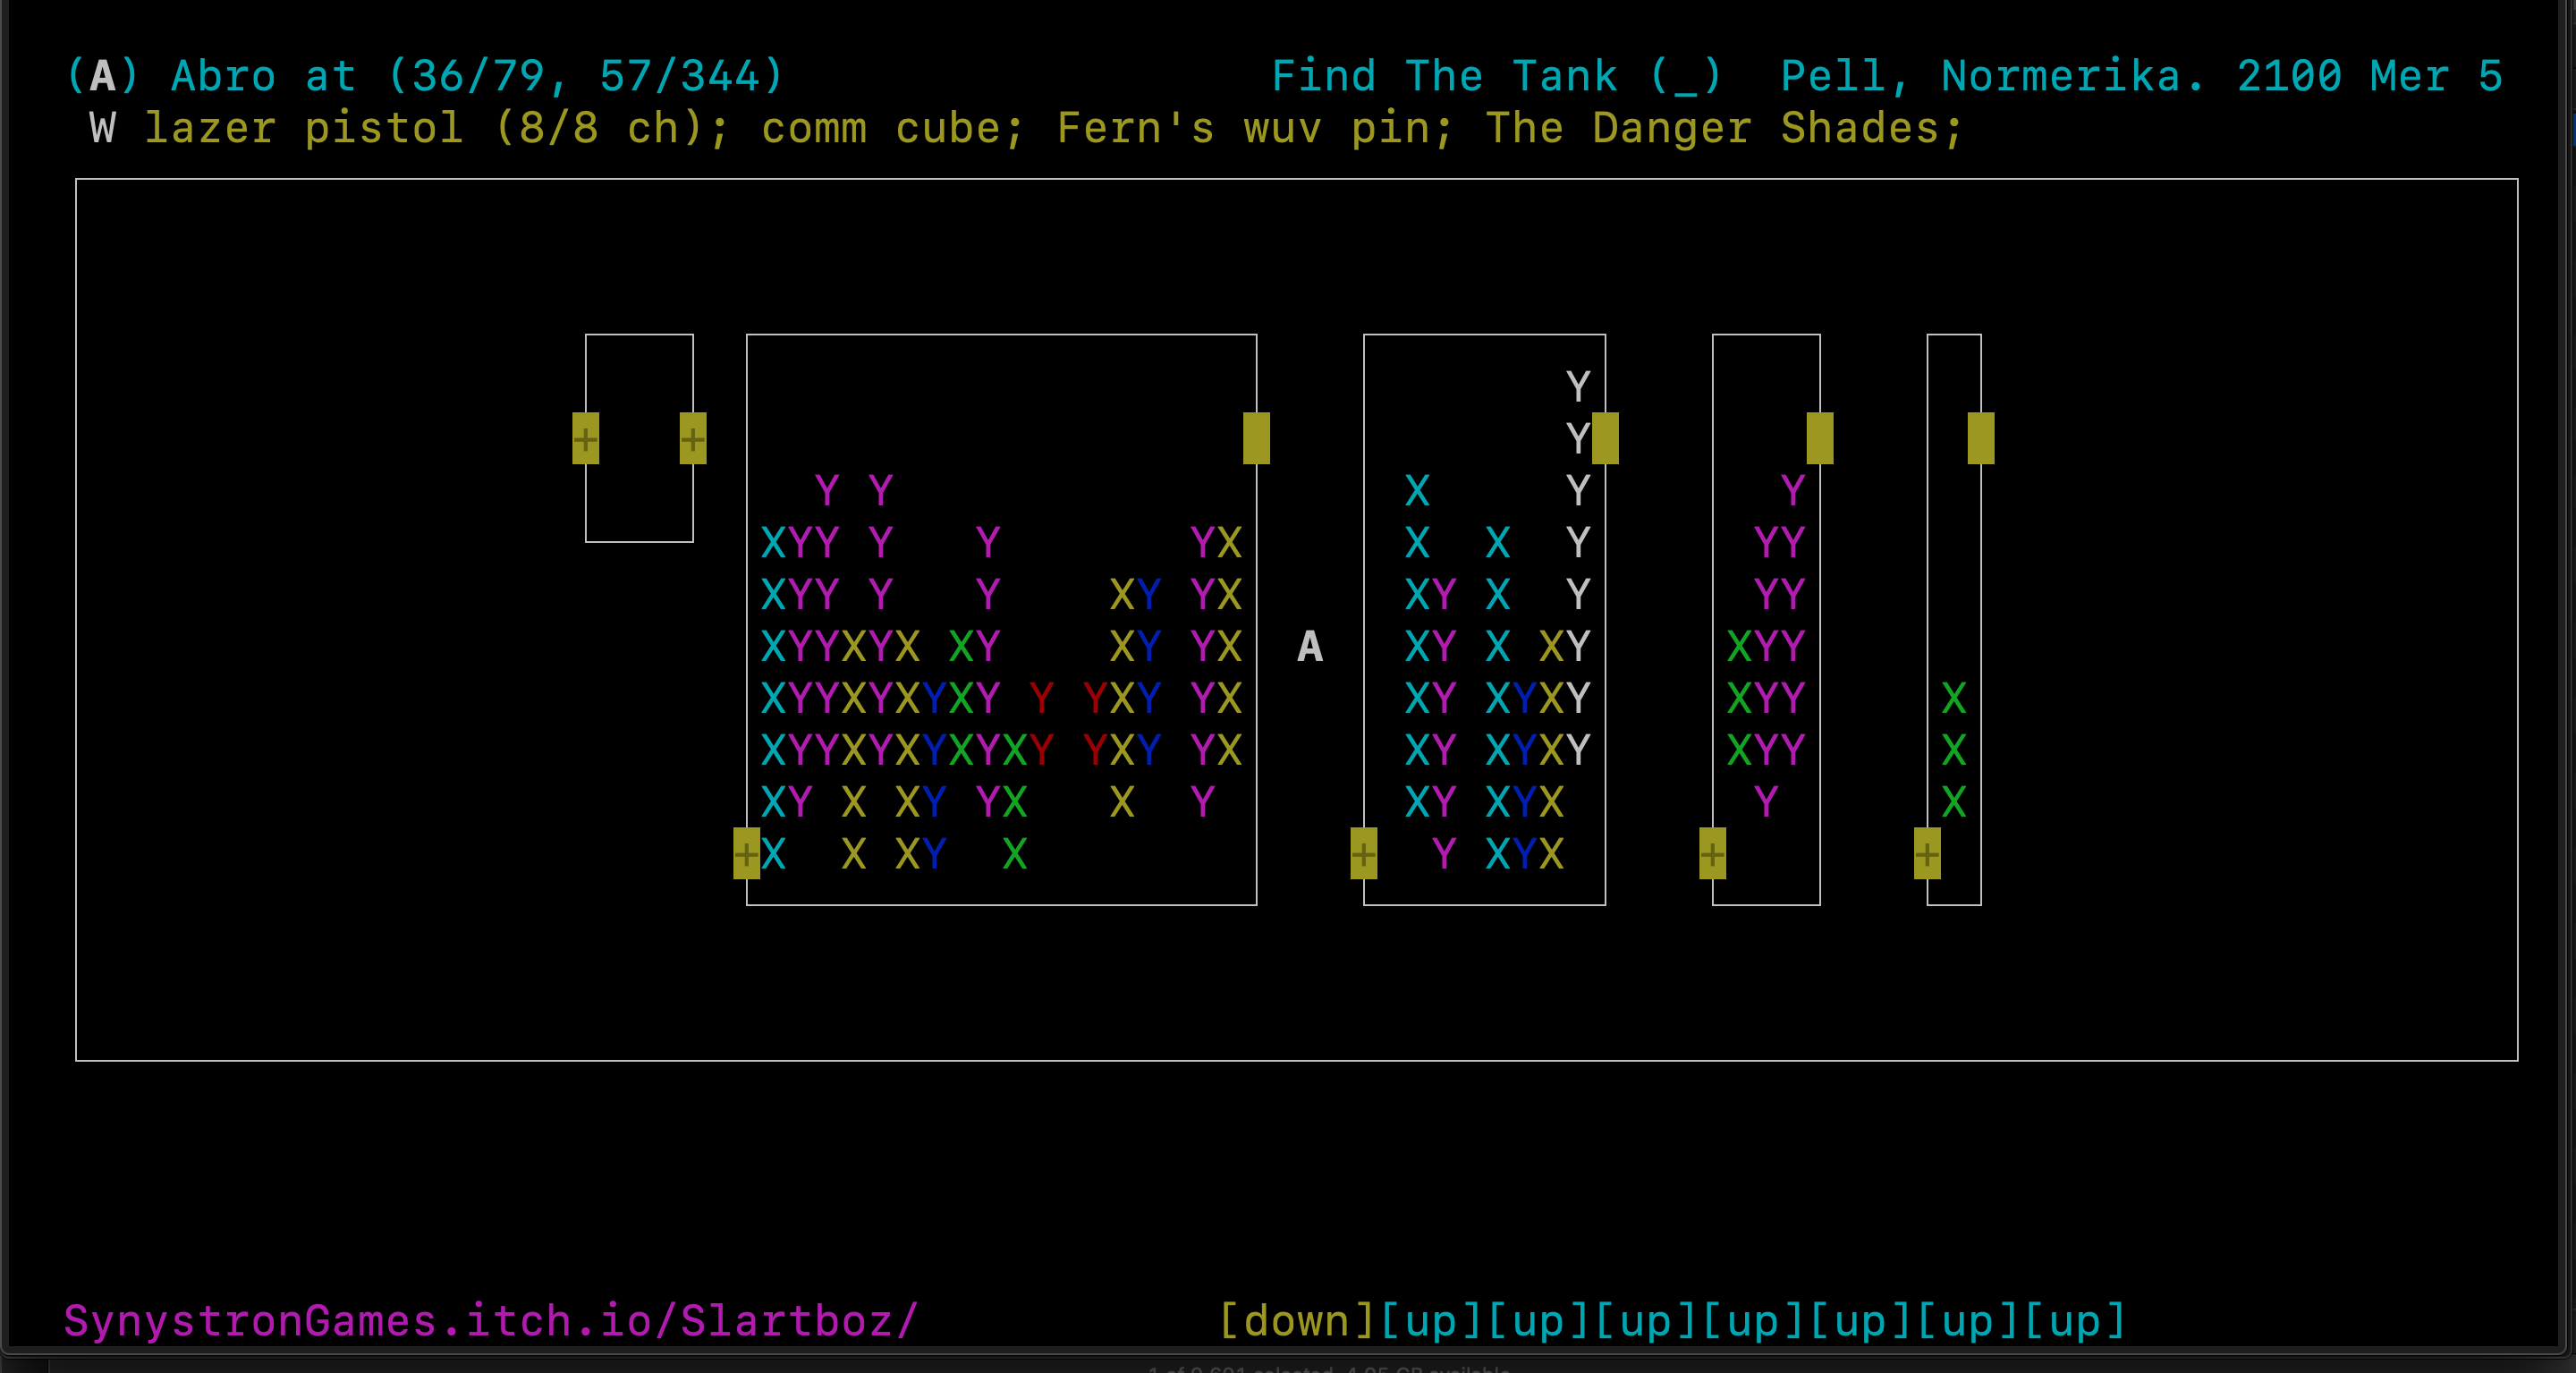 (A) Abro at (36/79, 57/344) Find The Tank (_) Pell, Normerika. 2100 Mer 5
W lazer pistol (8/8 ch); comm cube; Fern's wuv pin; The Danger Shades;
Y
+ + Y
Y Y X Y
XYY Y Y YX X X Y YY
XYY Y Y XY YX XY X Y YY
XYYXYX XY XY YX A XY X XY XYY
XYYXYXYXY Y YXY YX XY XYXY XYY X
XYYXYXYXYXY YXY YX XY XYXY XYY X
XY X XY YX X Y XY XYX Y X
+X X XY X + Y XYX + +
SynystronGames.itch.io/Slartboz/ [down][up][up][up][up][up][up][up]